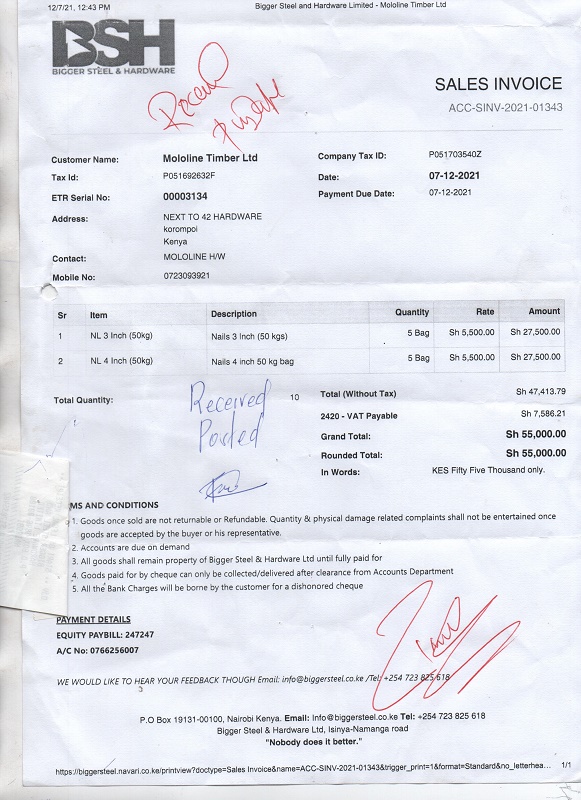 12/7/21, 12:43 PM Bigger Steel and Hardware Limited - Mololine Timber Ltd
BSH
BIGGER STEEL & HARDWARE
SALES INVOICE
ACC-SINV-2021-01343
Customer Name: Mololine Timber Ltd Company Tax ID: P051703540Z
Tax Id: P051692632F Date: 07-12-2021
ETR Serial No: 00003134 Payment Due Date: 07-12-2021
Address: NEXT TO 42 HARDWARE
korompoi
Kenya
Contact: MOLOLINE H/W
Mobile No: 0723093921
Sr Item Description Quantity Rate Amount
1 NL 3 Inch (50kg) Nails 3 Inch (50 kgs) 5 Bag Sh 5,500.00 Sh 27,500.00
2 NL 4 Inch (50kg) Nails 4 inch 50 kg bag 5 Bag Sh 5,500.00 Sh 27,500.00
Total Quantity: 10 Total (Without Tax) Sh 47,413.79
Received
Posted
2420 - VAT Payable Sh 7,586.21
Grand Total: Sh 55,000.00
Rounded Total: Sh 55,000.00
In Words: KES Fifty Five Thousand only.
MS AND CONDITIONS
1. Goods once sold are not returnable or Refundable. Quantity & physical damage related complaints shall not be entertained once
goods are accepted by the buyer or his representative.
2. Accounts are due on demand
3. All goods shall remain property of Bigger Steel & Hardware Ltd until fully paid for
4. Goods paid for by cheque can only be collected/delivered after clearance from Accounts Department
5. All the Bank Charges will be borne by the customer for a dishonored cheque
PAYMENT DETAILS
EQUITY PAYBILL: 247247
A/C No: 0766256007
WE WOULD LIKE TO HEAR YOUR FEEDBACK THOUGH Email: info@biggersteel.co.ke /Tel: +254 723 825 618
P.O Box 19131-00100, Nairobi Kenya. Email: Info@biggersteel.co.ke Tel: +254 723 825 618
Bigger Steel & Hardware Ltd, Isinya-Namanga road
"Nobody does it better."
https://biggersteel.navari.co.ke/printview?doctype=Sales Invoice&name=ACC-SINV-2021-01343&trigger_print=1&format=Standard&no_letterhea... 1/1